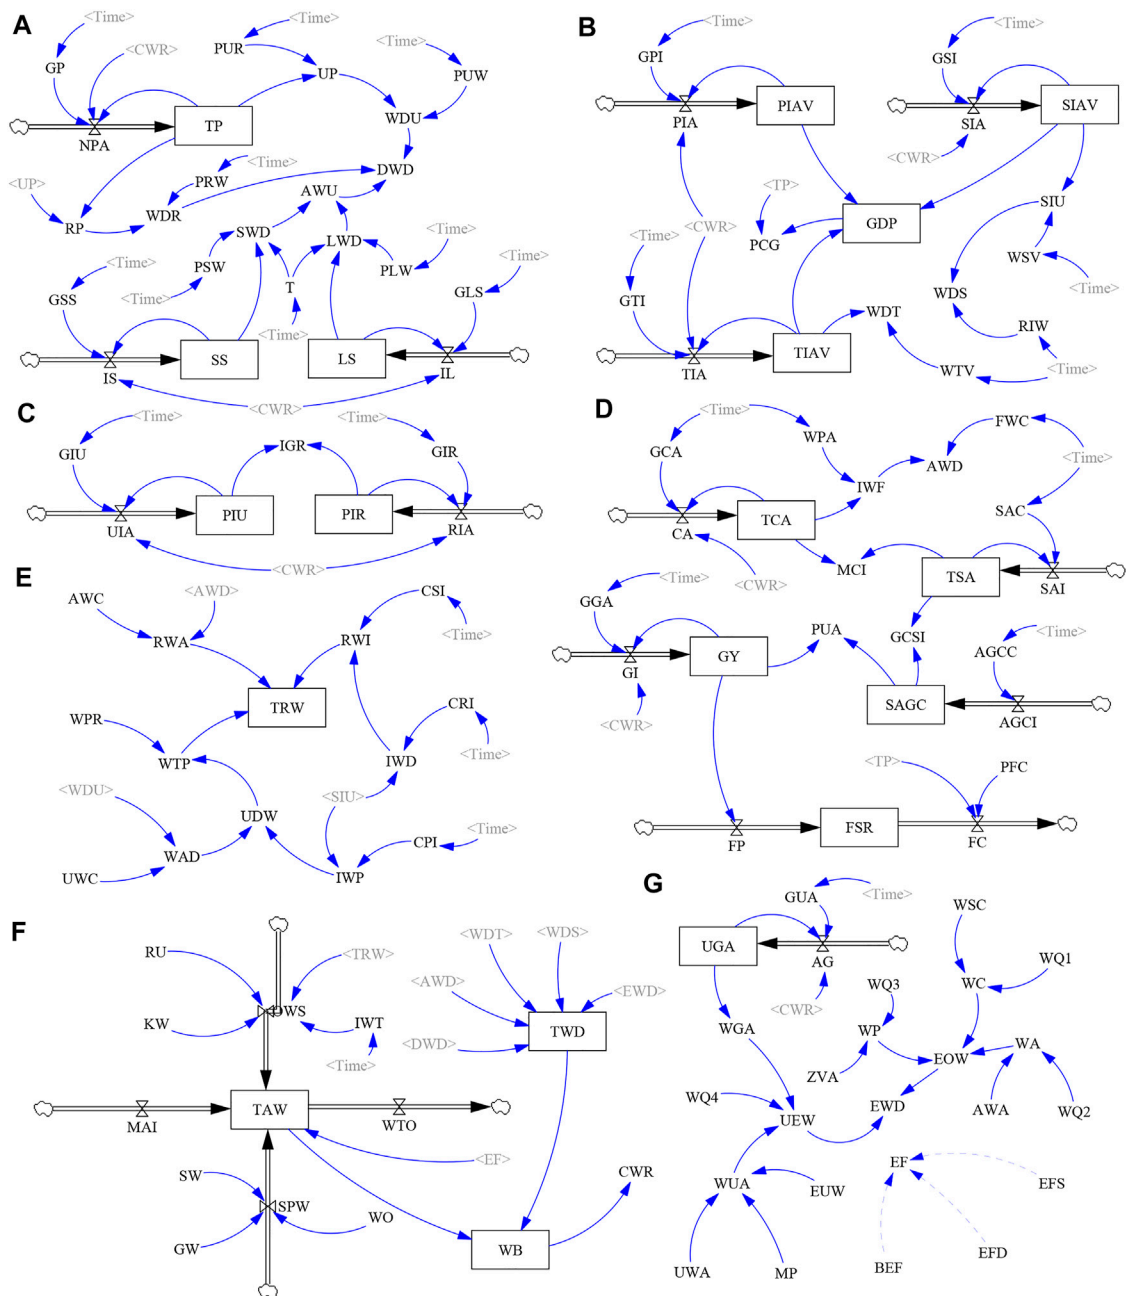 A
<Time>
PUR
<Time>
GP
<CWR>
UP
PUW
TP
WDU
NPA
<Time>
DWD
<UP>
PRW
AWU
RP
WDR
SWD
LWD
<Time>
<Time>
PSW
PLW
<Time>
GSS
<Time>
T
GLS
<Time>
SS
LS
IS
IL
<CWR>
B
<Time>
<Time>
GPI
GSI
PIAV
SIAV
PIA
SIA
<CWR>
<TP>
SIU
GDP
<CWR>
PCG
<Time>
WSV
<Time>
GTI
WDS
WDT
RIW
TIAV
TIA
WTV
<Time>
C
<Time>
<Time>
GIU
IGR
GIR
PIU
PIR
UIA
RIA
<CWR>
D
<Time>
WPA
FWC
GCA
AWD
<Time>
IWF
TCA
SAC
CA
MCI
<CWR>
TSA
SAI
<Time>
GGA
PUA
GCSI
<Time>
GY
AGCC
GI
SAGC
<CWR>
AGCI
<TP>
PFC
FSR
FP
FC
E
AWC
<AWD>
CSI
RWA
RWI
<Time>
TRW
WPR
CRI
WTP
IWD
<Time>
<WDU>
<SIU>
UDW
<Time>
WAD
CPI
UWC
IWP
F
RU
<TRW>
<WDT>
<WDS>
<AWD>
<EWD>
KW
WS
IWT
TWD
<DWD>
<Time>
TAW
MAI
WTO
<EF>
SW
CWR
SPW
WO
GW
WB
G
GUA
<Time>
WSC
UGA
AG
WQ1
<CWR>
WQ3
WC
WGA
WP
EOW
WA
ZVA
WQ4
UEW
EWD
AWA
WQ2
WUA
EUW
EF
EFS
UWA
MP
BEF
EFD